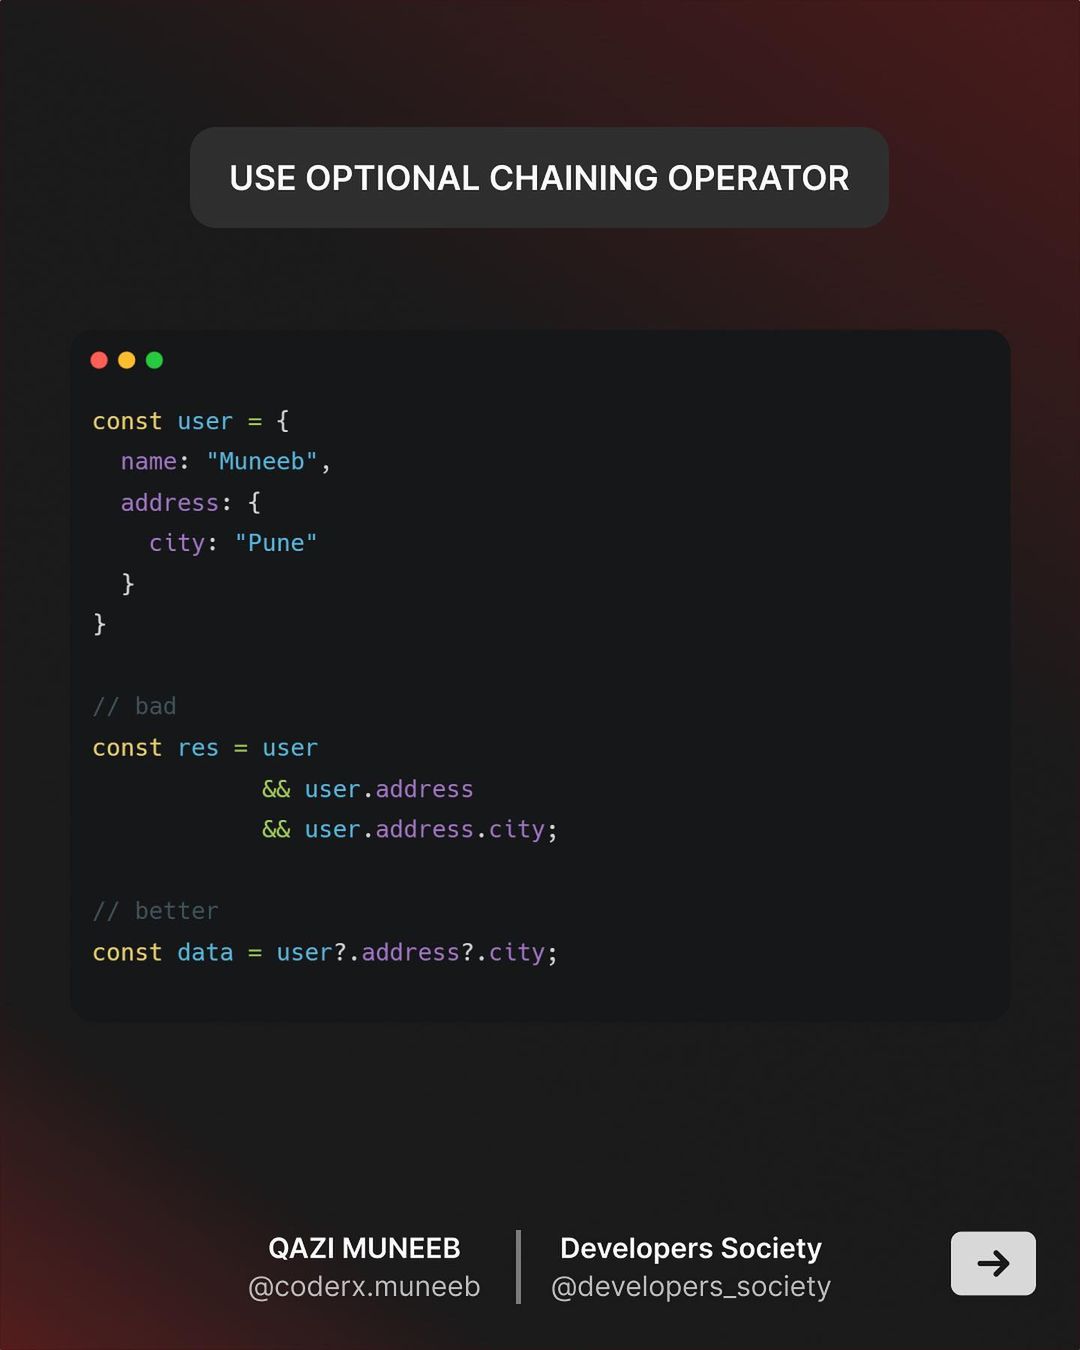 USE OPTIONAL CHAINING OPERATOR
const user = {
  name: "Muneeb",
  address: {
    city: "Pune"
  }
}
// bad
const res = user
            && user.address
            && user.address.city;
// better
const data = user?.address?.city;
QAZI MUNEEB
@coderx.muneeb
Developers Society
@developers_society